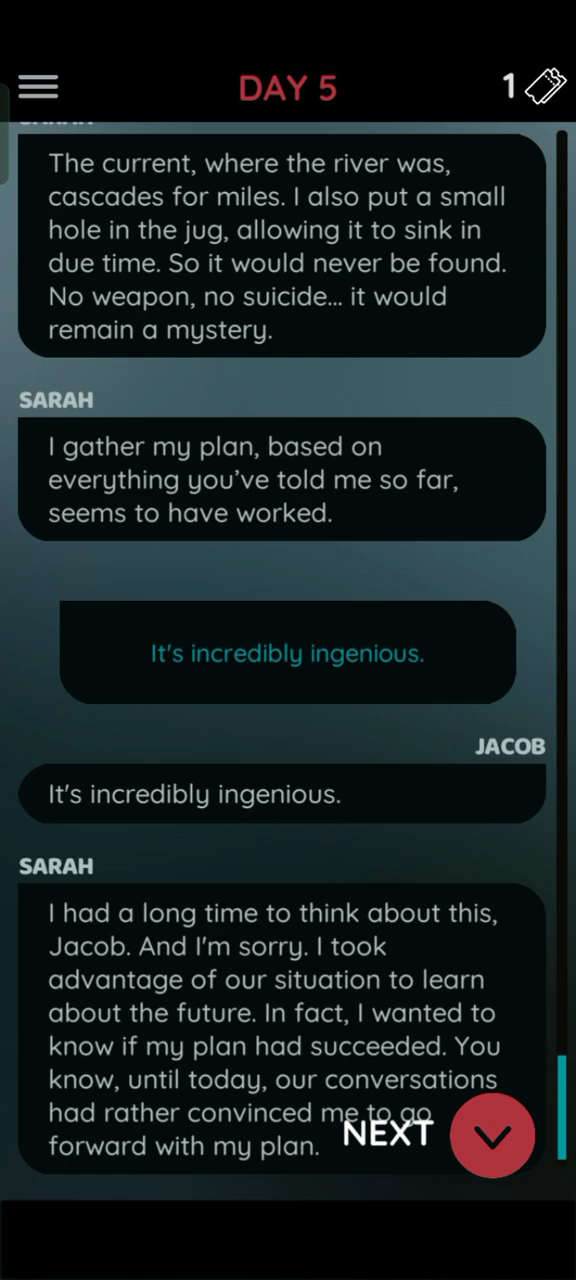 DAY 5
1
The current, where the river was,
cascades for miles. I also put a small
hole in the jug, allowing it to sink in
due time. So it would never be found.
No weapon, no suicide... it would
remain a mystery.
SARAH
I gather my plan, based on
everything you've told me so far,
seems to have worked.
It's incredibly ingenious.
JACOB
It's incredibly ingenious.
SARAH
I had a long time to think about this,
Jacob. And I'm sorry. I took
advantage of our situation to learn
about the future. In fact, I wanted to
know if my plan had succeeded. You
know, until today, our conversations
had rather convinced me to go
forward with my plan.
NEXT